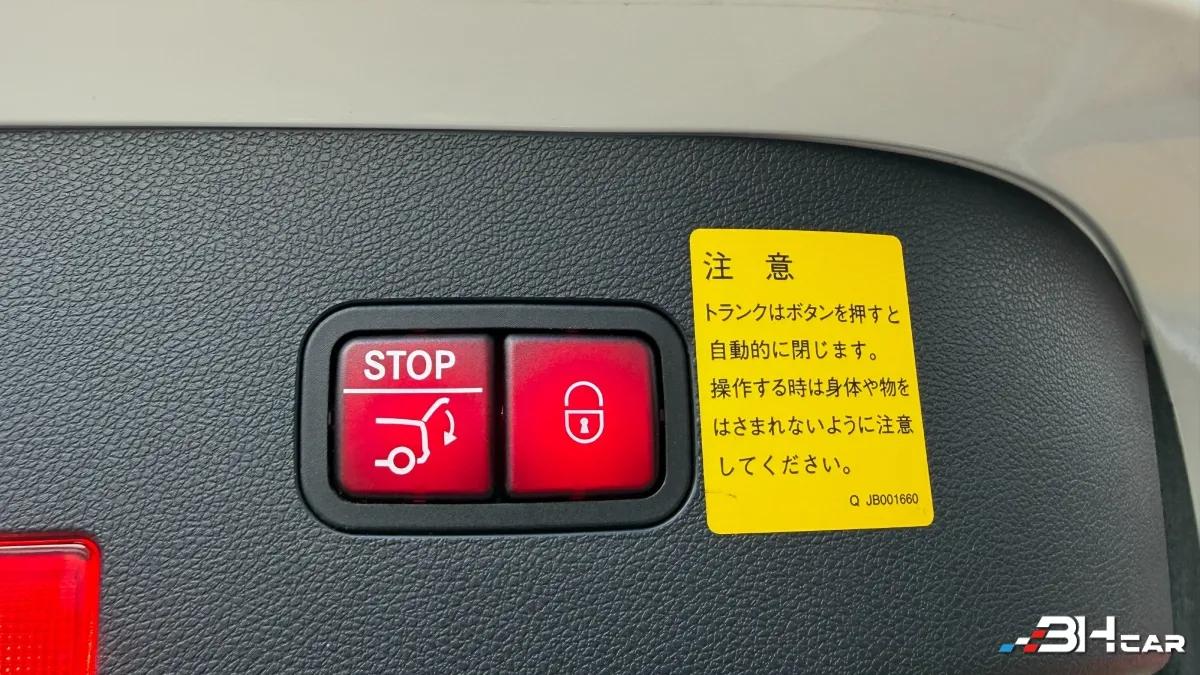 STOP
注 意
トランクはボタンを押すと
自動的に閉じます。
操作する時は身体や物を
はさまれないように注意
してください。
Q JB001660
3HCAR